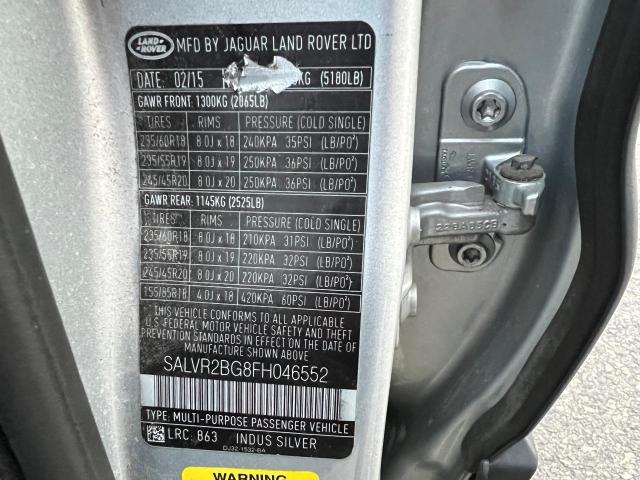 LAND ROVER
MFD BY JAGUAR LAND ROVER LTD
DATE: 02/15 KG (5180LB)
GAWR FRONT: 1300KG (2865LB)
TIRES RIMS PRESSURE (COLD SINGLE)
235/60R18 8.0J x 18 240KPA 35PSI (LB/PO²)
235/55R19 8.0J x 19 250KPA 36PSI (LB/PO²)
245/45R20 8.0J x 20 250KPA 36PSI (LB/PO²)
GAWR REAR: 1145KG (2525LB)
TIRES RIMS PRESSURE (COLD SINGLE)
235/60R18 8.0J x 18 210KPA 31PSI (LB/PO²)
235/55R19 8.0J x 19 220KPA 32PSI (LB/PO²)
245/45R20 8.0J x 20 220KPA 32PSI (LB/PO²)
155/85R18 4.0J x 18 420KPA 60PSI (LB/PO²)
THIS VEHICLE CONFORMS TO ALL APPLICABLE
U.S. FEDERAL MOTOR VEHICLE SAFETY AND THEFT
PREVENTION STANDARDS IN EFFECT ON THE DATE
OF MANUFACTURE SHOWN ABOVE.
SALVR2BG8FH046552
TYPE: MULTI-PURPOSE PASSENGER VEHICLE
LRC: 863 INDUS SILVER
DJ32-1532-BA
WARNING